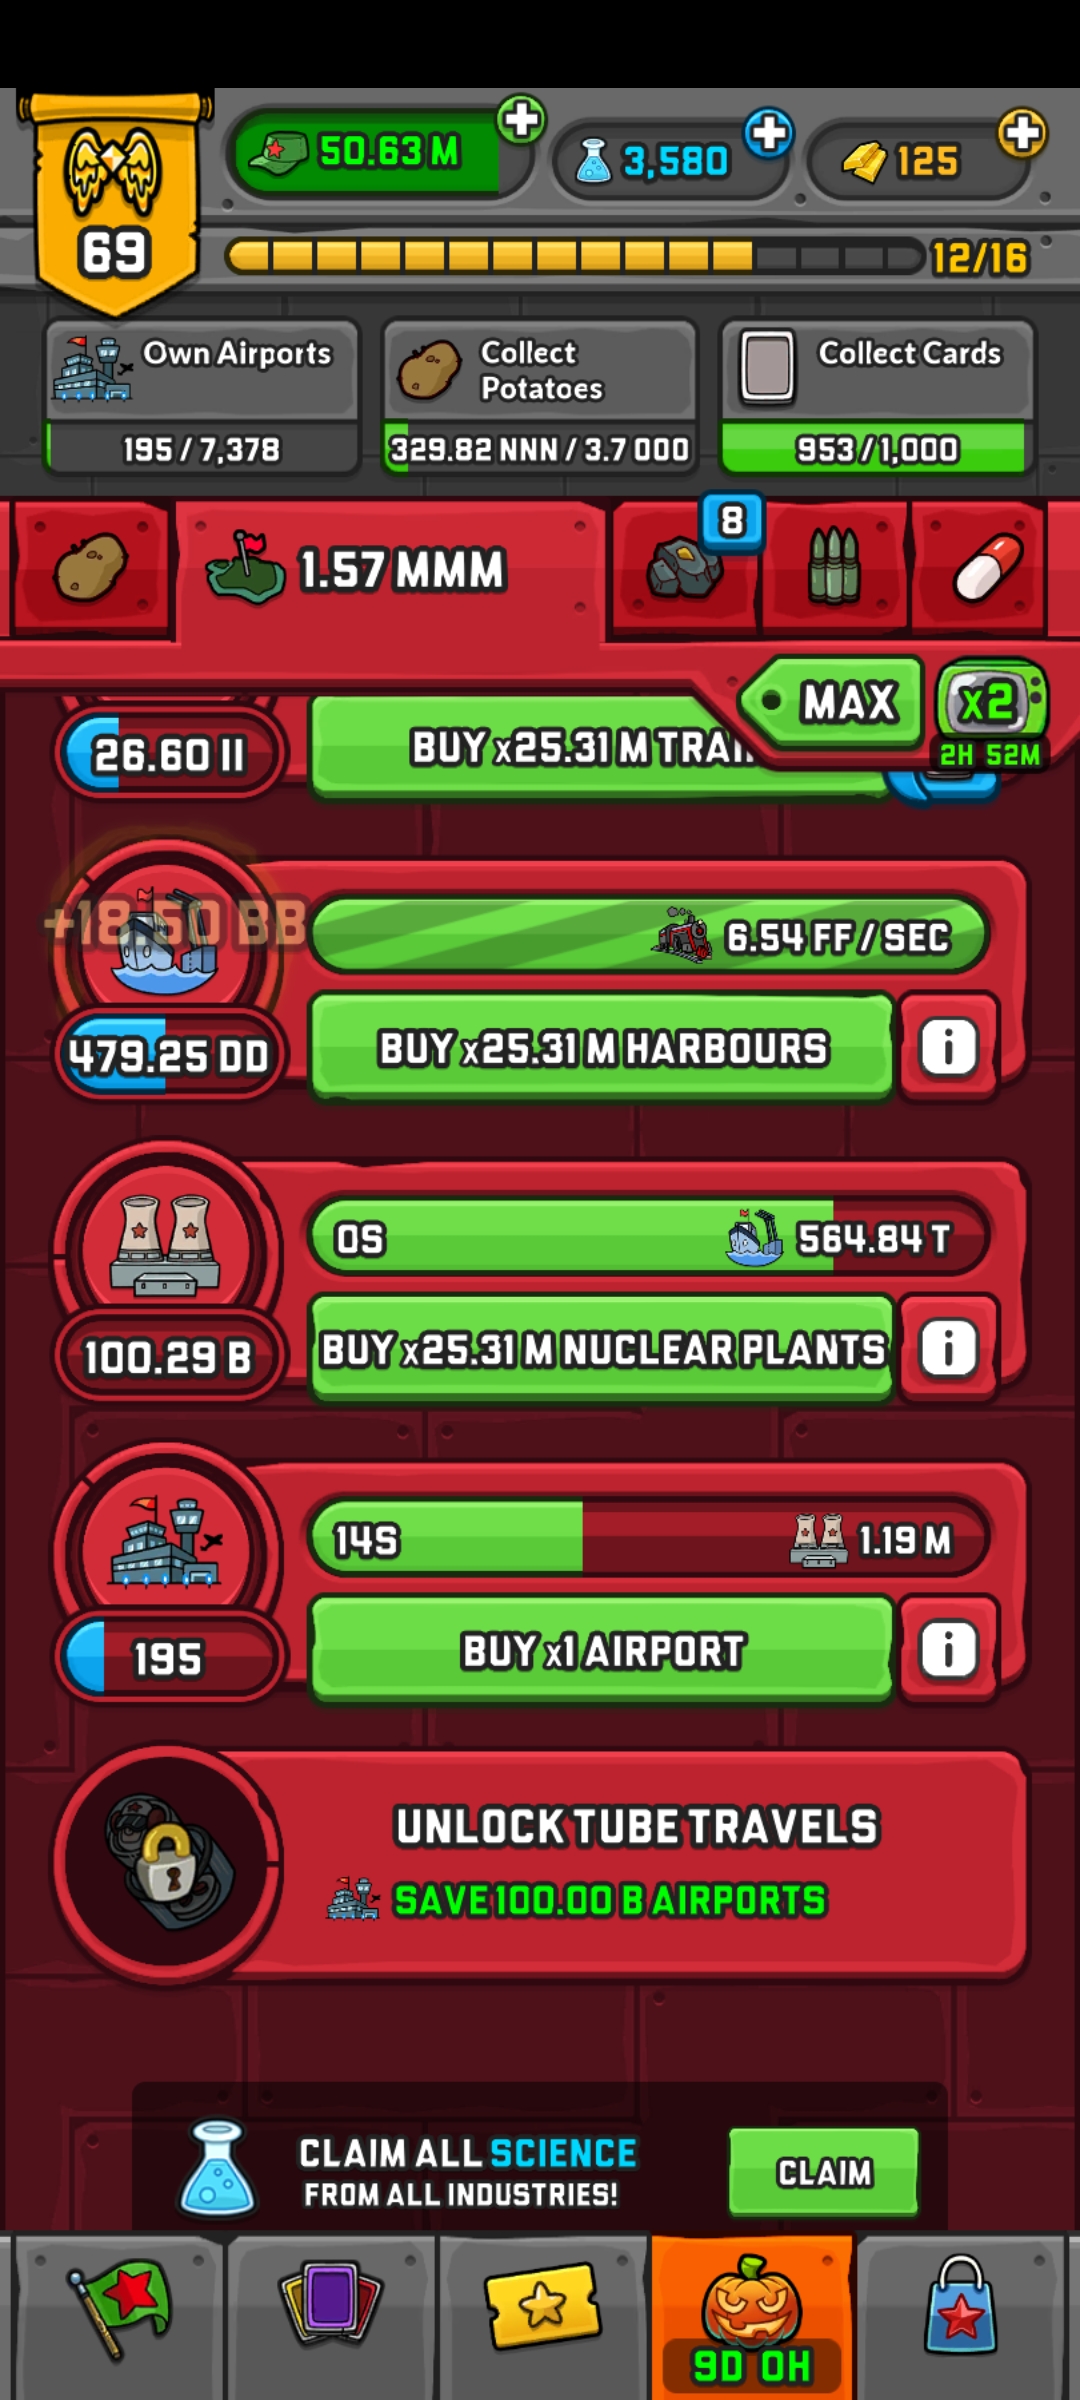 50.63 M
3,580
125
69
12/16
Own Airports
195 / 7,378
Collect
Potatoes
329.82 NNN / 3.7 OOO
Collect Cards
953 / 1,000
1.57 MMM
8
MAX
x2
2H 52M
26.60 II
BUY x25.31 M
+18.50 BB
6.54 FF / SEC
479.25 DD
BUY x25.31 M HARBOURS
i
0S
564.84 T
100.29 B
BUY x25.31 M NUCLEAR PLANTS
i
14S
1.19 M
195
BUY x1 AIRPORT
i
UNLOCK TUBE TRAVELS
SAVE 100.00 B AIRPORTS
CLAIM ALL SCIENCE
FROM ALL INDUSTRIES!
CLAIM
9D 0H